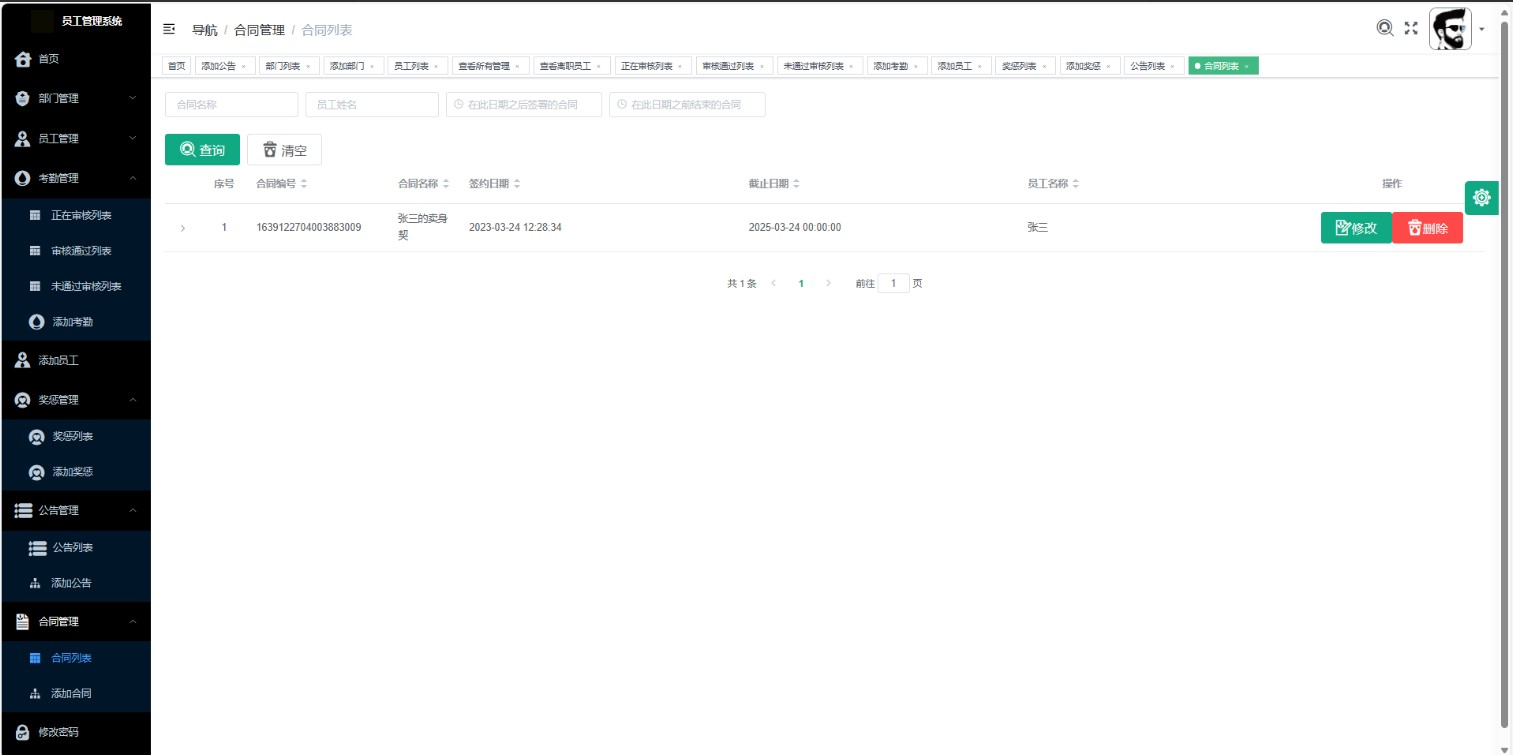 员工管理系统
首页
部门管理
员工管理
考勤管理
正在审核列表
审核通过列表
未通过审核列表
添加考勤
添加员工
奖惩管理
奖惩列表
添加奖惩
公告管理
公告列表
添加公告
合同管理
合同列表
添加合同
修改密码
导航 / 合同管理 / 合同列表
首页 添加公告 × 部门列表 × 添加部门 × 员工列表 × 查看所有管理 × 查看离职员工 × 正在审核列表 × 审核通过列表 × 未通过审核列表 × 添加考勤 × 添加员工 × 奖惩列表 × 添加奖惩 × 公告列表 × 合同列表 ×
合同名称 员工姓名 在此日期之后签署的合同 在此日期之前结束的合同
查询 清空
序号 合同编号 合同名称 签约日期 截止日期 员工名称 操作
1 1639122704003883009 张三的卖身契 2023-03-24 12:28:34 2025-03-24 00:00:00 张三 修改 删除
共 1 条 1 前往 1 页